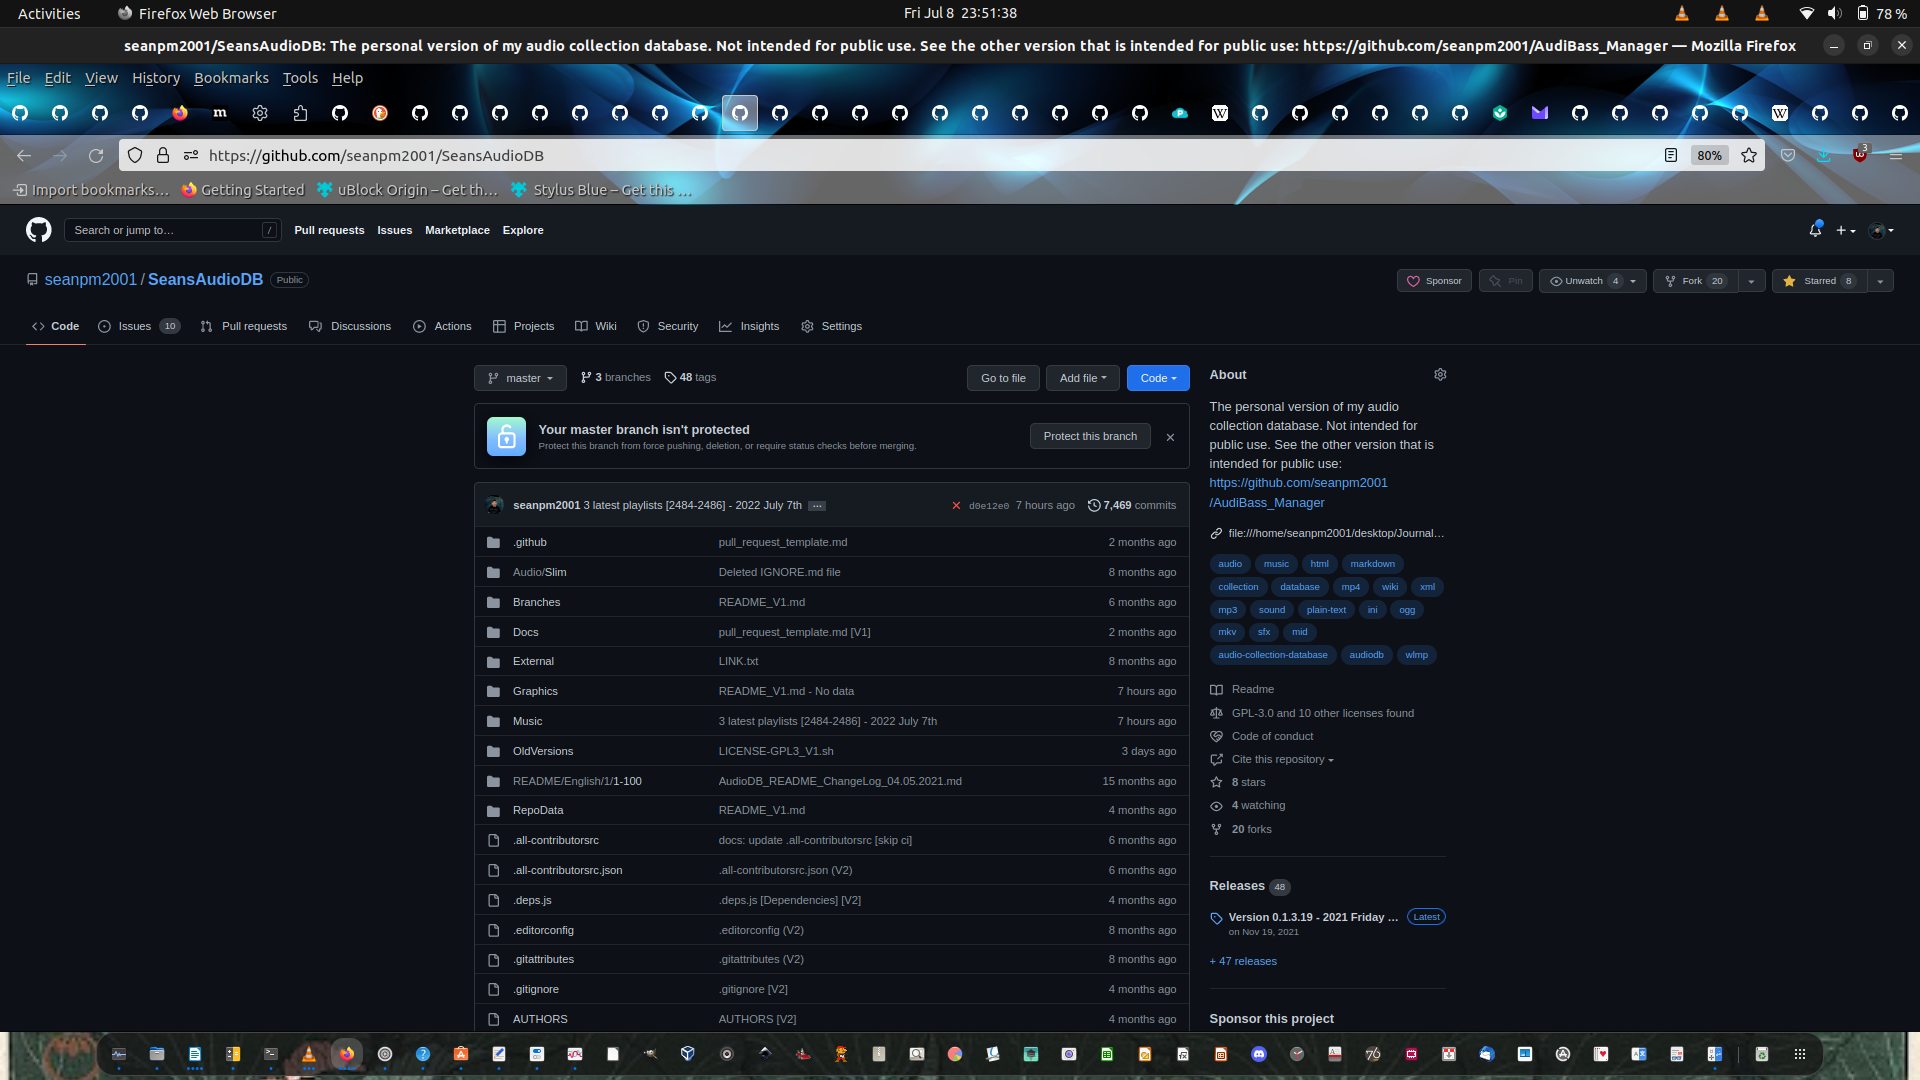 Activities Firefox Web Browser Fri Jul 8 23:51:38 78 %
seanpm2001/SeansAudioDB: The personal version of my audio collection database. Not intended for public use. See the other version that is intended for public use: https://github.com/seanpm2001/AudiBass_Manager — Mozilla Firefox
File Edit View History Bookmarks Tools Help
https://github.com/seanpm2001/SeansAudioDB 80% 3
Import bookmarks… Getting Started uBlock Origin – Get th… Stylus Blue – Get this …
Search or jump to… / Pull requests Issues Marketplace Explore
seanpm2001 / SeansAudioDB Public Sponsor Pin Unwatch 4 Fork 20 Starred 8
Code Issues 10 Pull requests Discussions Actions Projects Wiki Security Insights Settings
master 3 branches 48 tags Go to file Add file Code
Your master branch isn't protected
Protect this branch from force pushing, deletion, or require status checks before merging.
Protect this branch
seanpm2001 3 latest playlists [2484-2486] - 2022 July 7th … d0e12e0 7 hours ago 7,469 commits
.github pull_request_template.md 2 months ago
Audio/Slim Deleted IGNORE.md file 8 months ago
Branches README_V1.md 6 months ago
Docs pull_request_template.md [V1] 2 months ago
External LINK.txt 8 months ago
Graphics README_V1.md - No data 7 hours ago
Music 3 latest playlists [2484-2486] - 2022 July 7th 7 hours ago
OldVersions LICENSE-GPL3_V1.sh 3 days ago
README/English/1/1-100 AudioDB_README_ChangeLog_04.05.2021.md 15 months ago
RepoData README_V1.md 4 months ago
.all-contributorsrc docs: update .all-contributorsrc [skip ci] 6 months ago
.all-contributorsrc.json .all-contributorsrc.json (V2) 6 months ago
.deps.js .deps.js [Dependencies] [V2] 4 months ago
.editorconfig .editorconfig (V2) 8 months ago
.gitattributes .gitattributes (V2) 8 months ago
.gitignore .gitignore [V2] 4 months ago
AUTHORS AUTHORS [V2] 4 months ago
About
The personal version of my audio
collection database. Not intended for
public use. See the other version that is
intended for public use:
https://github.com/seanpm2001
/AudiBass_Manager
file:///home/seanpm2001/desktop/Journal…
audio music html markdown
collection database mp4 wiki xml
mp3 sound plain-text ini ogg
mkv sfx mid
audio-collection-database audiodb wlmp
Readme
GPL-3.0 and 10 other licenses found
Code of conduct
Cite this repository
8 stars
4 watching
20 forks
Releases 48
Version 0.1.3.19 - 2021 Friday … Latest
on Nov 19, 2021
+ 47 releases
Sponsor this project